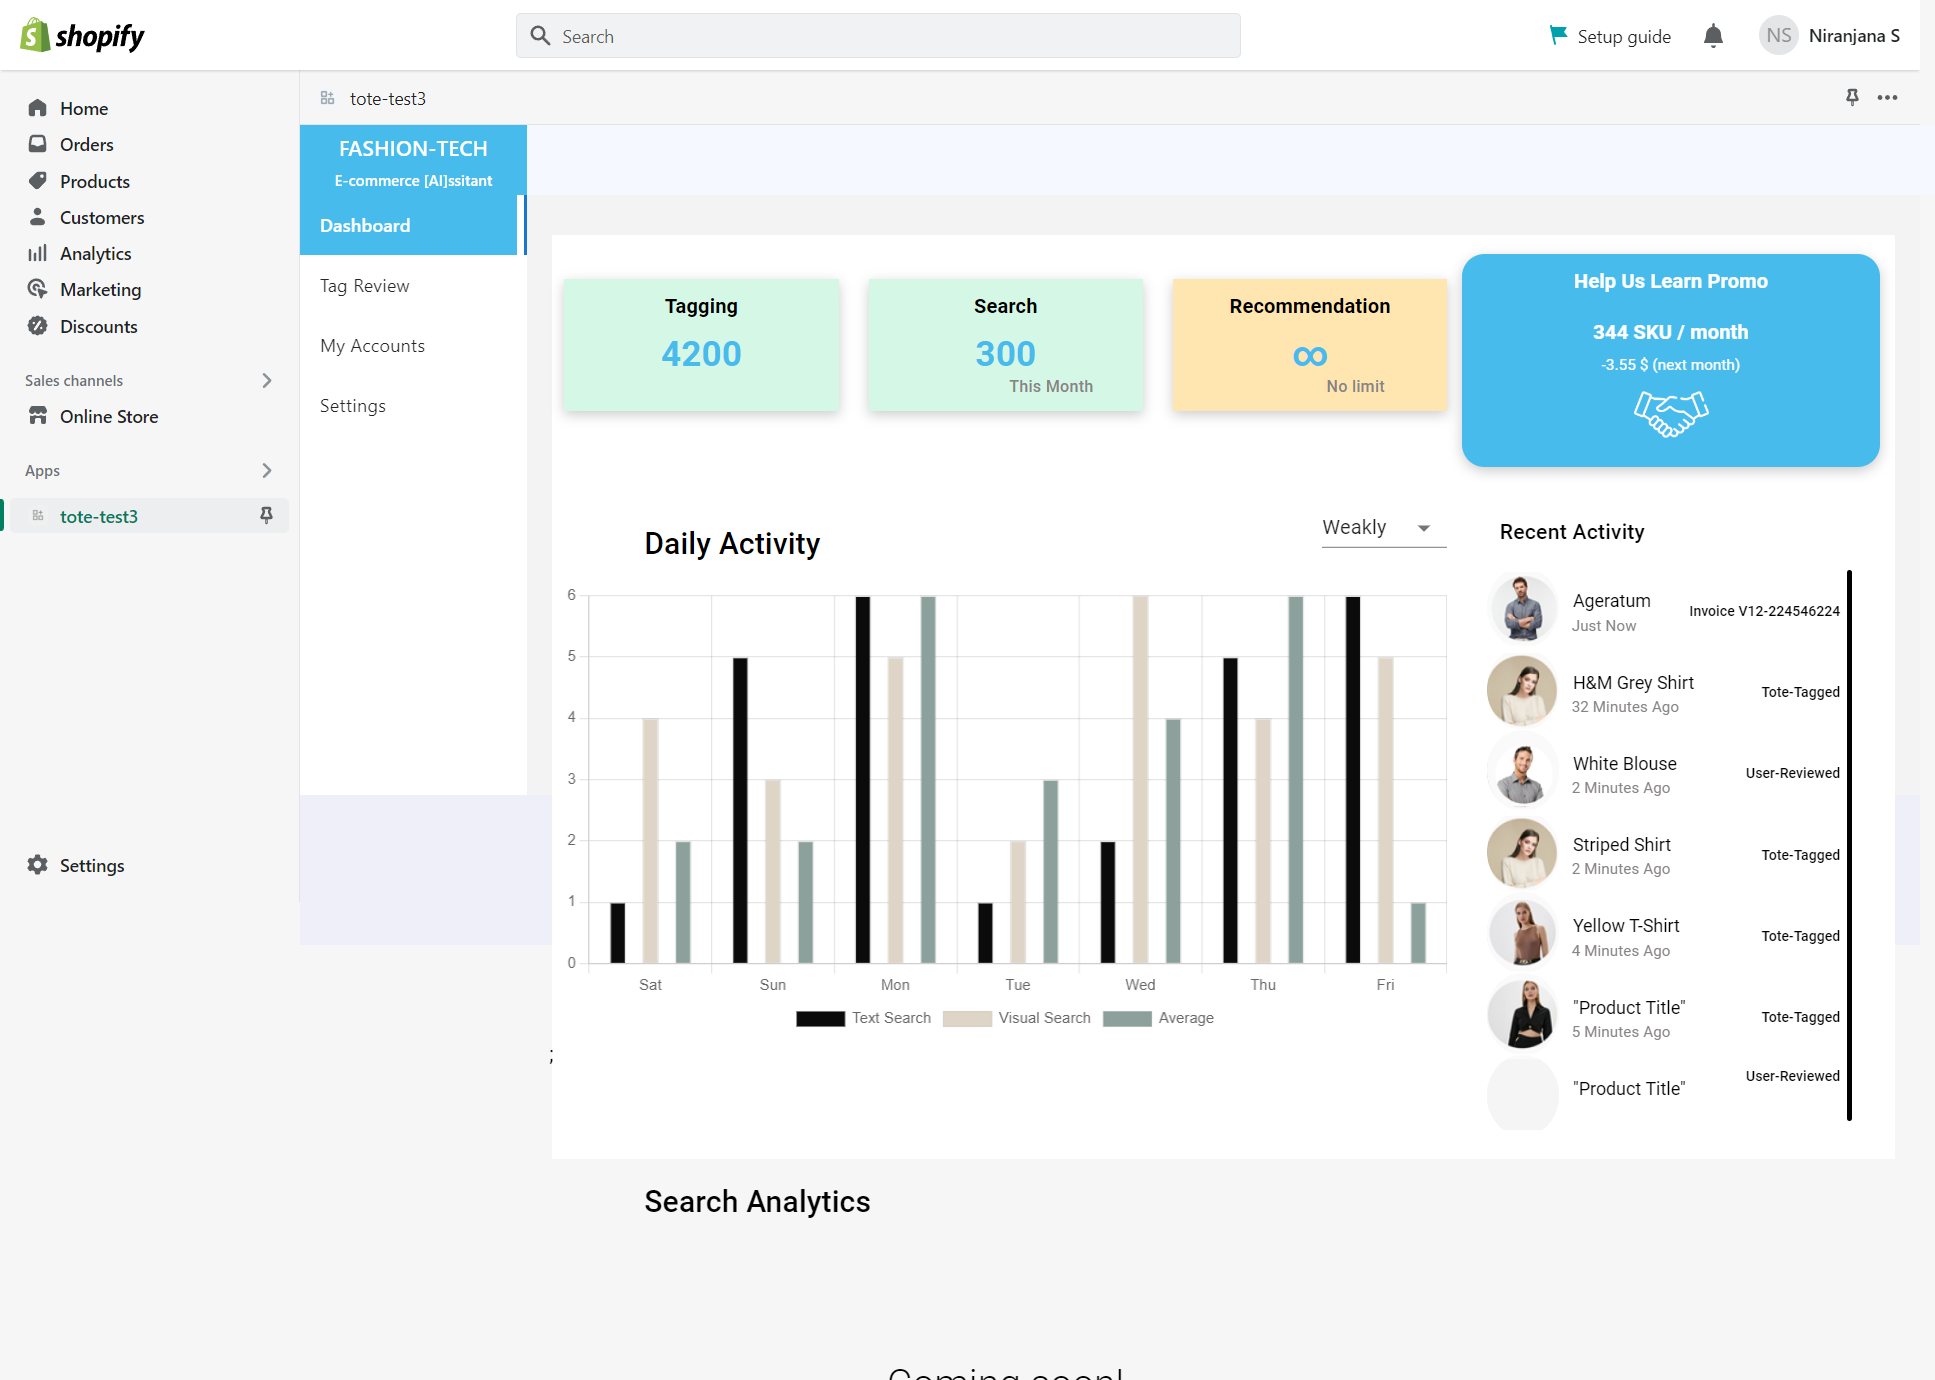 shopify
Search
Setup guide
NS
Niranjana S
Home
Orders
Products
Customers
Analytics
Marketing
Discounts
Sales channels
Online Store
Apps
tote-test3
Settings
tote-test3
FASHION-TECH
E-commerce [AI]ssitant
Dashboard
Tag Review
My Accounts
Settings
Tagging
4200
Search
300
This Month
Recommendation
∞
No limit
Help Us Learn Promo
344 SKU / month
-3.55 $ (next month)
Daily Activity
Weakly
6
5
4
3
2
1
0
Sat Sun Mon Tue Wed Thu Fri
Text Search Visual Search Average
;
Recent Activity
Ageratum
Just Now
Invoice V12-224546224
H&M Grey Shirt
32 Minutes Ago
Tote-Tagged
White Blouse
2 Minutes Ago
User-Reviewed
Striped Shirt
2 Minutes Ago
Tote-Tagged
Yellow T-Shirt
4 Minutes Ago
Tote-Tagged
"Product Title"
5 Minutes Ago
Tote-Tagged
"Product Title"
User-Reviewed
Search Analytics
Coming soon!